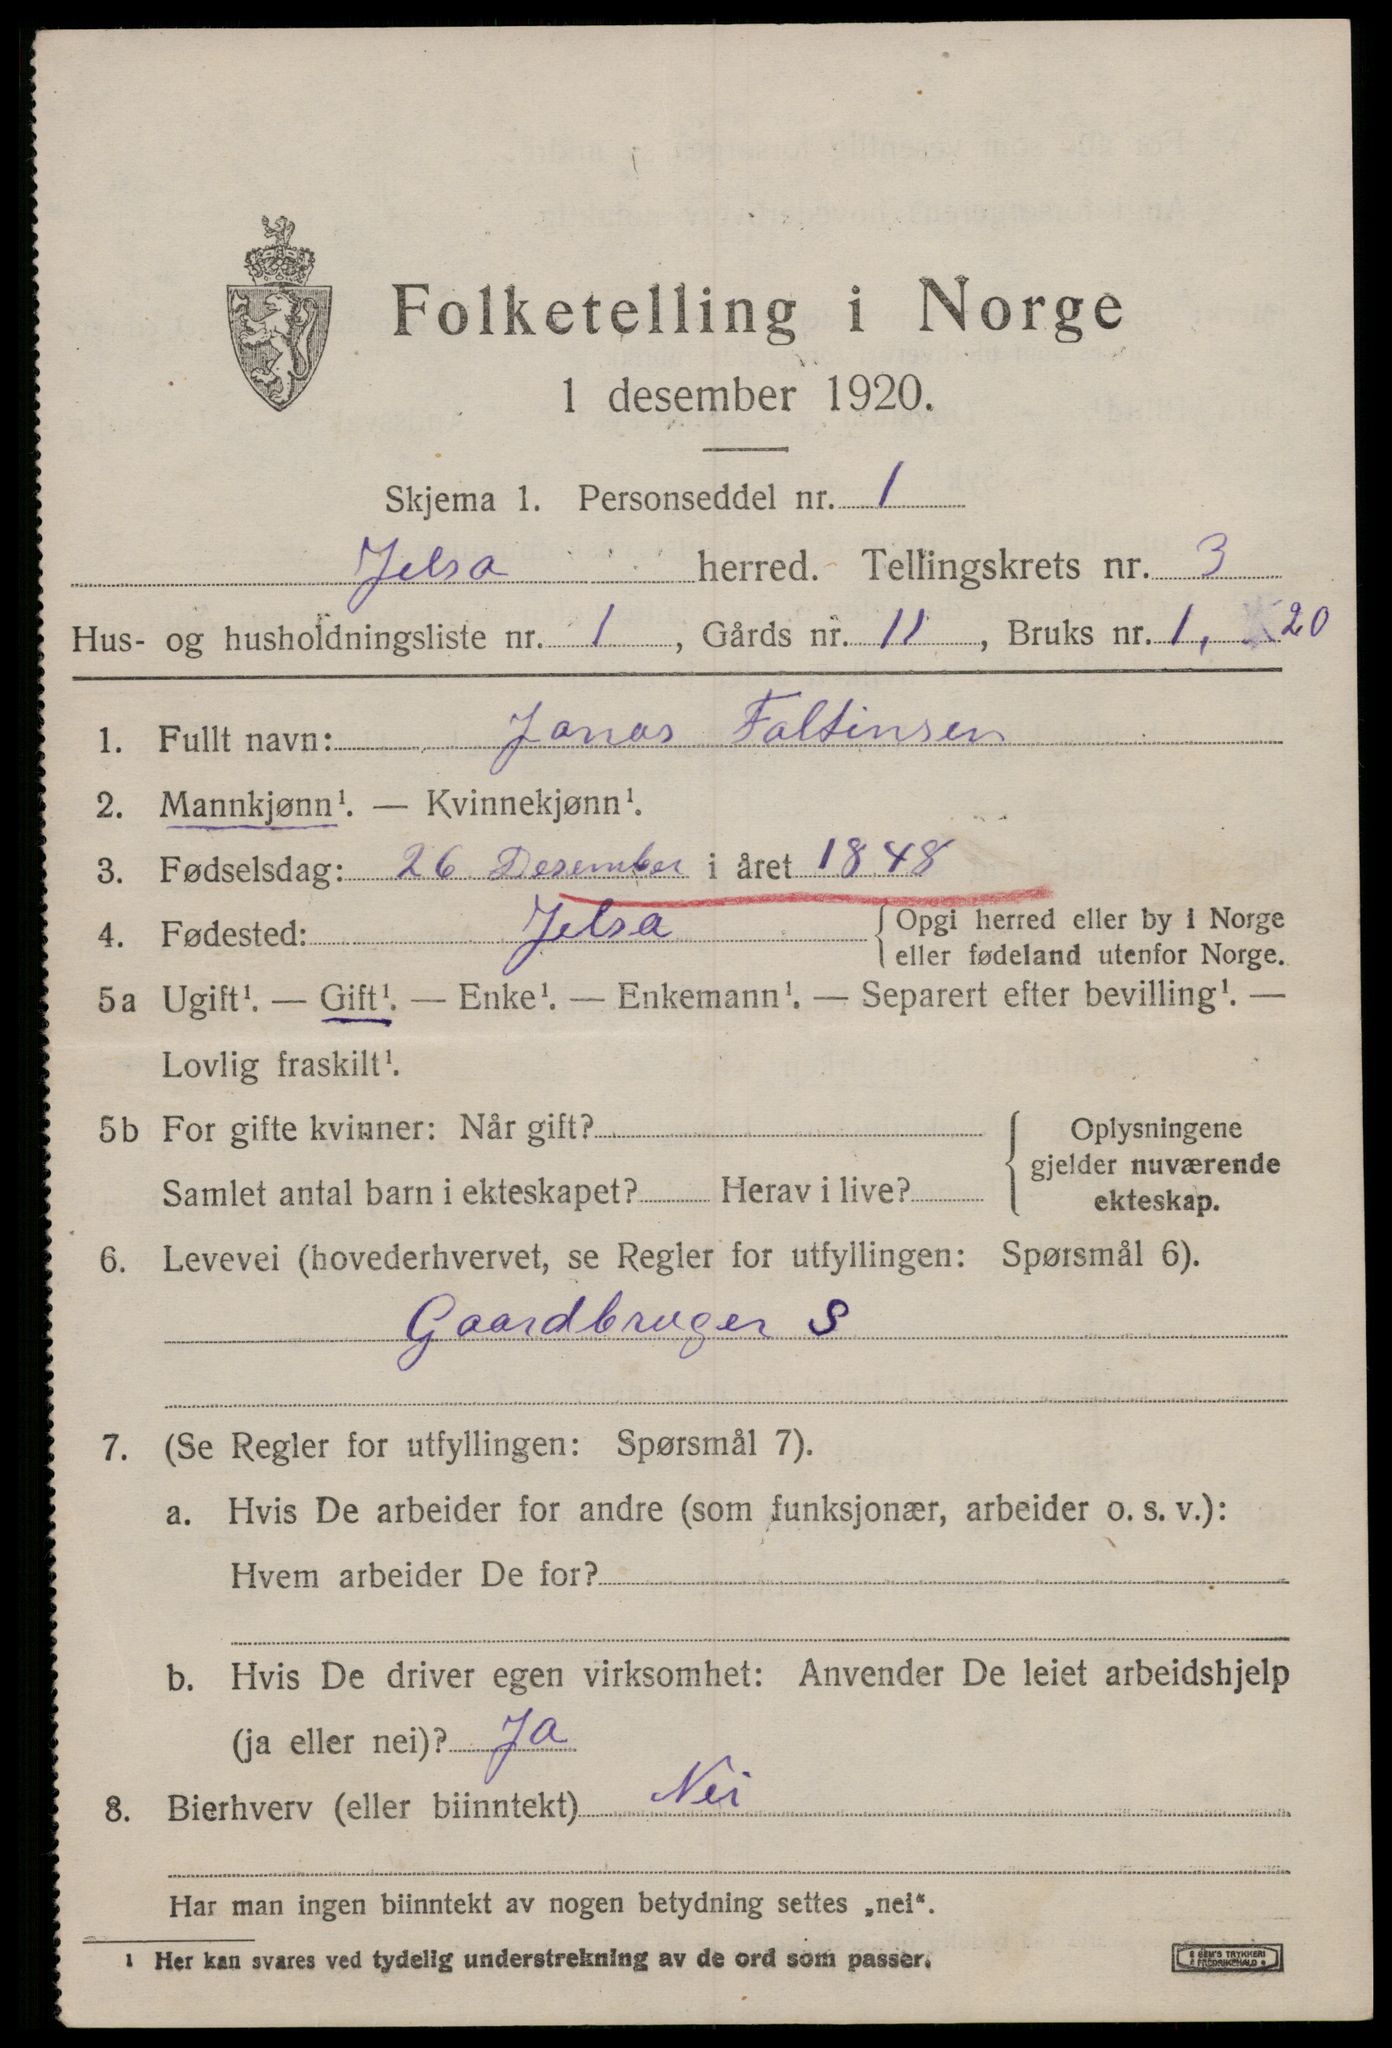 Folketelling i Norge
1 desember 1920.
Skjema 1. Personseddel nr. 1
Jelsa herred. Tellingskrets nr. 3
Hus- og husholdningsliste nr. 1, Gårds nr. 11, Bruks nr. 1, 20
1. Fullt navn: Jonas Faltinsen
2. Mannkjønn¹. — Kvinnekjønn¹.
3. Fødselsdag: 26 Desember i året 1848
4. Fødested: Jelsa { Opgi herred eller by i Norge
eller fødeland utenfor Norge.
5a Ugift¹. — Gift¹. — Enke¹. — Enkemann¹. — Separert efter bevilling¹. —
Lovlig fraskilt¹.
5b For gifte kvinner: Når gift? { Oplysningene
gjelder nuværende
Samlet antal barn i ekteskapet? Herav i live? ekteskap.
6. Levevei (hovederhvervet, se Regler for utfyllingen: Spørsmål 6).
Gaardbruger S
7. (Se Regler for utfyllingen: Spørsmål 7).
a. Hvis De arbeider for andre (som funksjonær, arbeider o. s. v.):
Hvem arbeider De for?
b. Hvis De driver egen virksomhet: Anvender De leiet arbeidshjelp
(ja eller nei)? Ja
8. Bierhverv (eller biinntekt) Nei
Har man ingen biinntekt av nogen betydning settes „nei“.
1 Her kan svares ved tydelig understrekning av de ord som passer.
TRYKKERI
FREDRIKSHALD